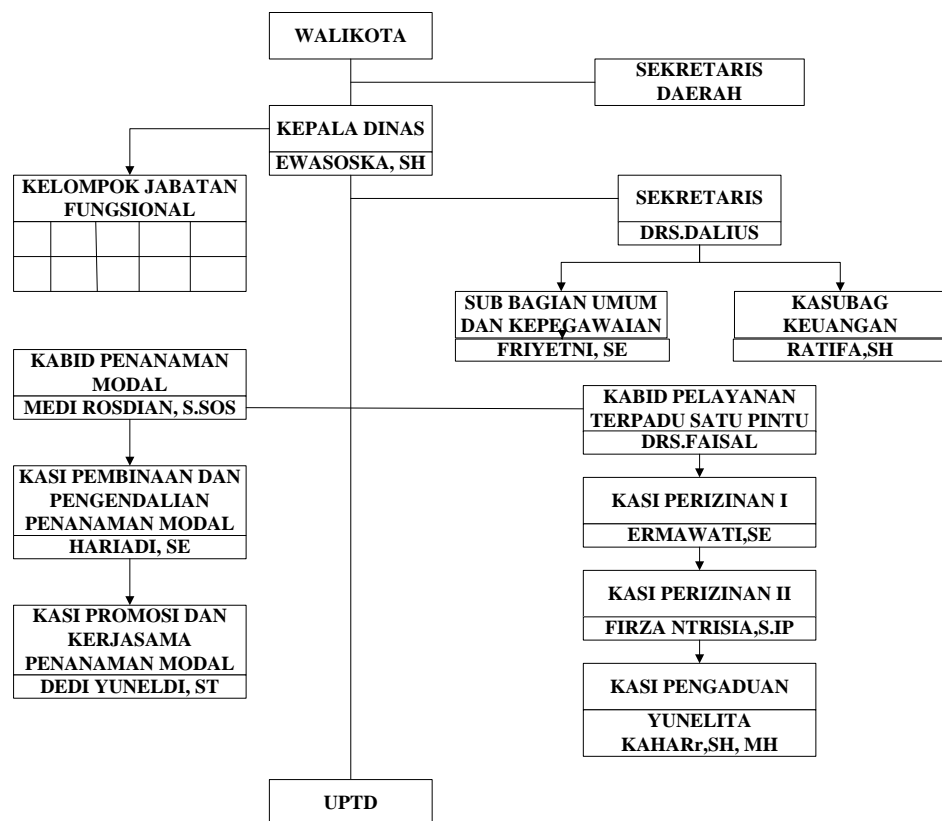 WALIKOTA
SEKRETARIS
DAERAH
KEPALA DINAS
EWASOSKA, SH
KELOMPOK JABATAN
FUNGSIONAL
SEKRETARIS
DRS.DALIUS
SUB BAGIAN UMUM
DAN KEPEGAWAIAN
FRIYETNI, SE
KASUBAG
KEUANGAN
RATIFA,SH
KABID PENANAMAN
MODAL
MEDI ROSDIAN, S.SOS
KABID PELAYANAN
TERPADU SATU PINTU
DRS.FAISAL
KASI PEMBINAAN DAN
PENGENDALIAN
PENANAMAN MODAL
HARIADI, SE
KASI PERIZINAN I
ERMAWATI,SE
KASI PERIZINAN II
FIRZA NTRISIA,S.IP
KASI PROMOSI DAN
KERJASAMA
PENANAMAN MODAL
DEDI YUNELDI, ST
KASI PENGADUAN
YUNELITA
KAHARr,SH, MH
UPTD